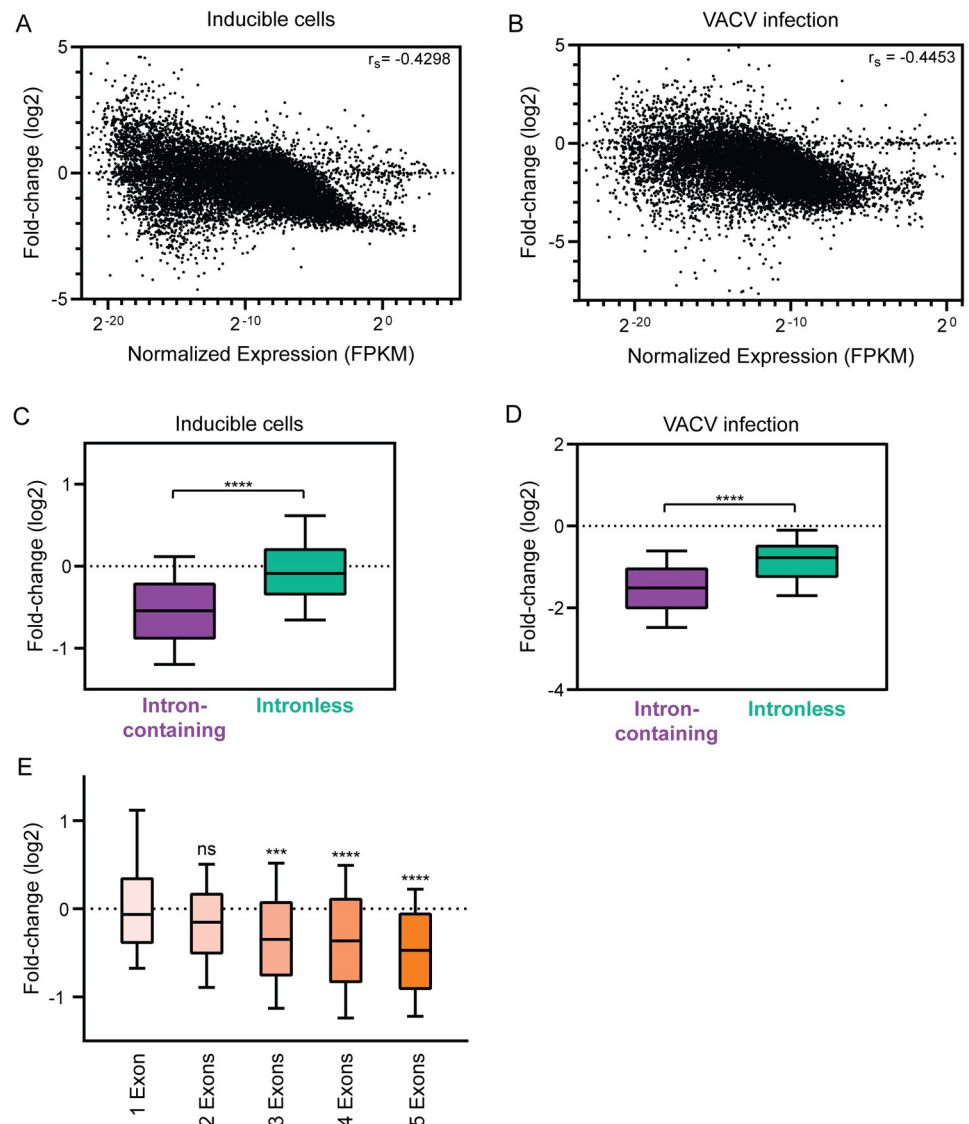 A
Inducible cells
5
0
-5
Fold-change (log2)
rs= -0.4298
2-20
2-10
20
Normalized Expression (FPKM)
B
VACV infection
5
0
-5
Fold-change (log2)
rs = -0.4453
2-20
2-10
20
Normalized Expression (FPKM)
C
Inducible cells
1
0
-1
Fold-change (log2)
****
Intron-
containing
Intronless
D
VACV infection
2
0
-2
-4
Fold-change (log2)
****
Intron-
containing
Intronless
E
1
0
-1
Fold-change (log2)
ns
***
****
****
1 Exon
2 Exons
3 Exons
4 Exons
5 Exons